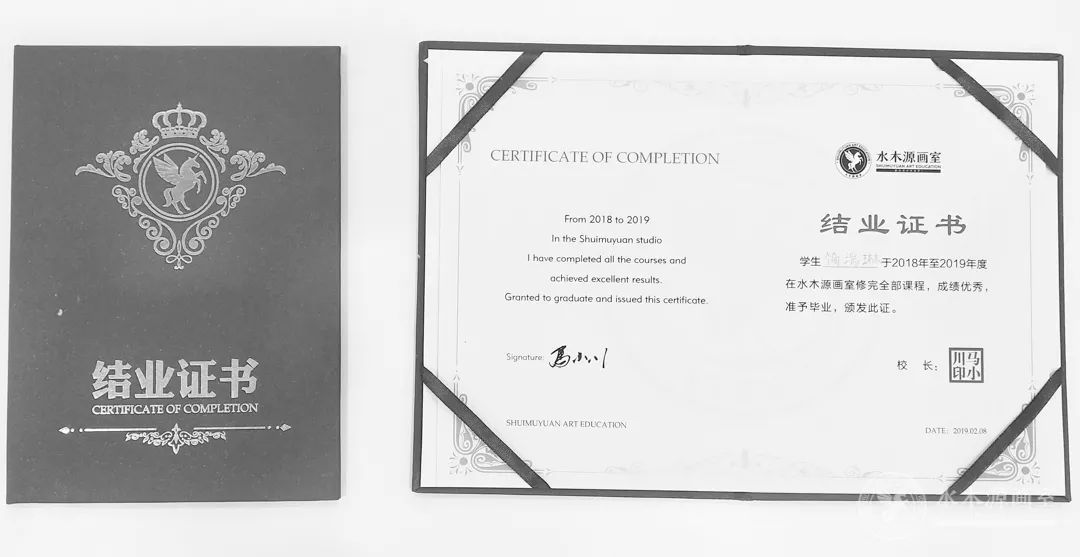 结业证书
CERTIFICATE OF COMPLETION
CERTIFICATE OF COMPLETION
From 2018 to 2019
In the Shuimuyuan studio
I have completed all the courses and
achieved excellent results.
Granted to graduate and issued this certificate.
Signature: 马小川
SHUIMUYUAN ART EDUCATION
水木源画室
SHUIMUYUAN ART EDUCATION
结业证书
学生 于2018年至2019年度
在水木源画室修完全部课程，成绩优秀，
准予毕业，颁发此证。
校 长：
马小川印
DATE：2019.02.08
水木源画室